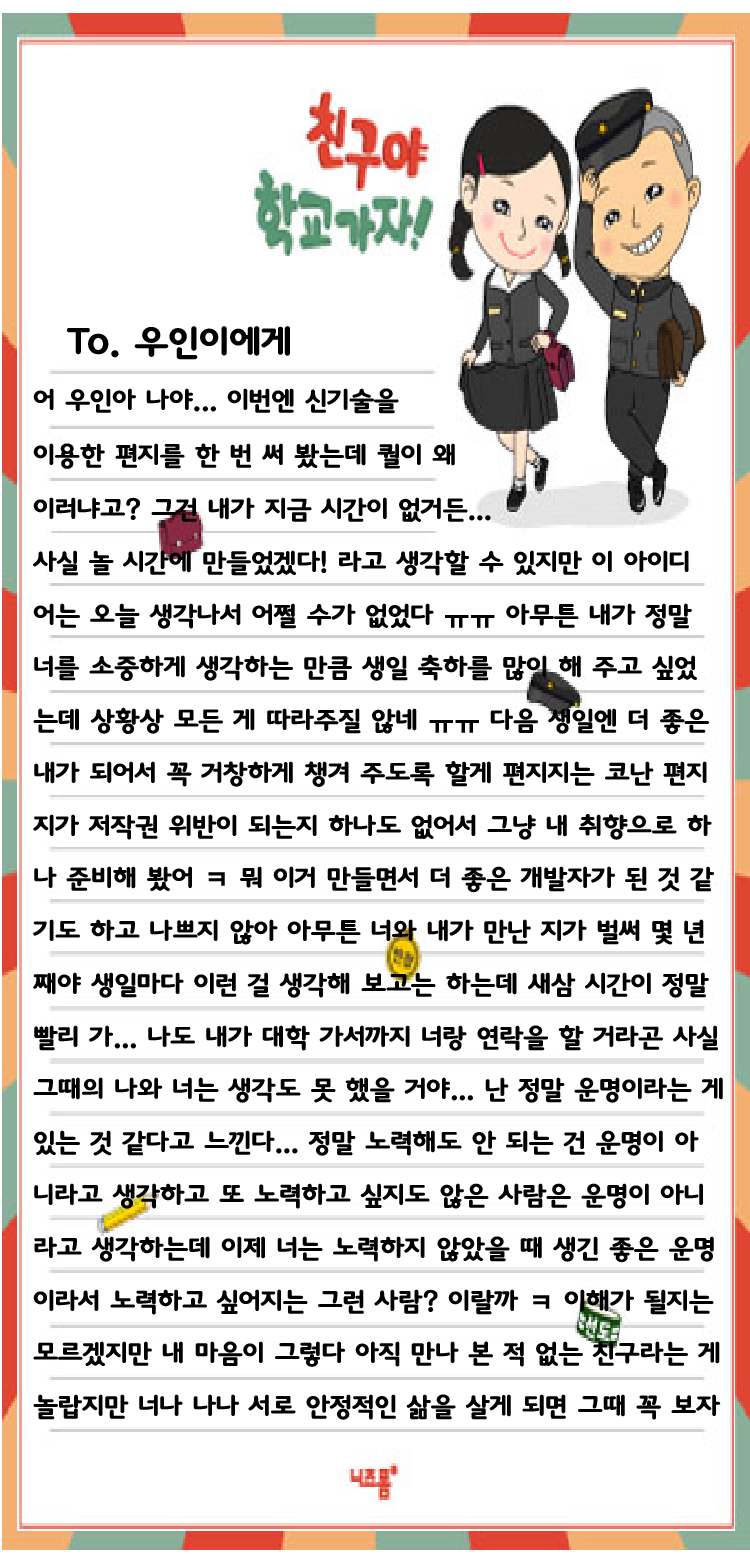 친구야
학교가자!
To. 우인이에게
어 우인아 나야... 이번엔 신기술을
이용한 편지를 한 번 써 봤는데 퀄이 왜
이러냐고? 그건 내가 지금 시간이 없거든...
사실 놀 시간에 만들었겠다! 라고 생각할 수 있지만 이 아이디
어는 오늘 생각나서 어쩔 수가 없었다 ㅠㅠ 아무튼 내가 정말
너를 소중하게 생각하는 만큼 생일 축하를 많이 해 주고 싶었
는데 상황상 모든 게 따라주질 않네 ㅠㅠ 다음 생일엔 더 좋은
내가 되어서 꼭 거창하게 챙겨 주도록 할게 편지지는 코난 편지
지가 저작권 위반이 되는지 하나도 없어서 그냥 내 취향으로 하
나 준비해 봤어 ㅋ 뭐 이거 만들면서 더 좋은 개발자가 된 것 같
기도 하고 나쁘지 않아 아무튼 너와 내가 만난 지가 벌써 몇 년
째야 생일마다 이런 걸 생각해 보고는 하는데 새삼 시간이 정말
빨리 가... 나도 내가 대학 가서까지 너랑 연락을 할 거라곤 사실
그때의 나와 너는 생각도 못 했을 거야... 난 정말 운명이라는 게
있는 것 같다고 느낀다... 정말 노력해도 안 되는 건 운명이 아
니라고 생각하고 또 노력하고 싶지도 않은 사람은 운명이 아니
라고 생각하는데 이제 너는 노력하지 않았을 때 생긴 좋은 운명
이라서 노력하고 싶어지는 그런 사람? 이랄까 ㅋ 이해가 될지는
모르겠지만 내 마음이 그렇다 아직 만나 본 적 없는 친구라는 게
놀랍지만 너나 나나 서로 안정적인 삶을 살게 되면 그때 꼭 보자
니즈폼